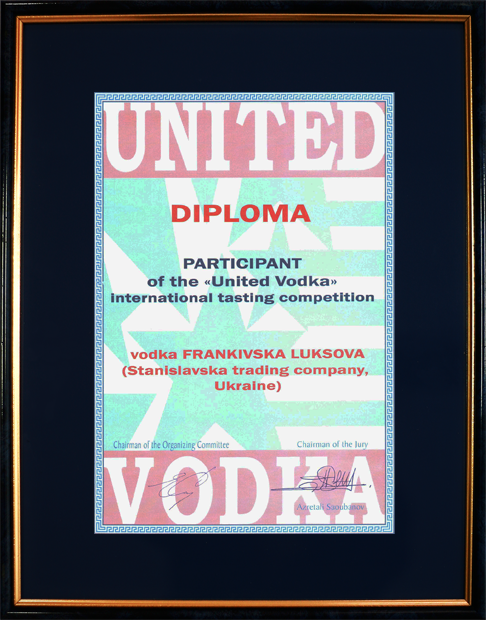 UNITED
DIPLOMA
PARTICIPANT
of the «United Vodka»
international tasting competition
vodka FRANKIVSKA LUKSOVA
(Stanislavska trading company,
Ukraine)
Chairman of the Organizing Committee
Chairman of the Jury
VODKA
Azretali Saoubanov